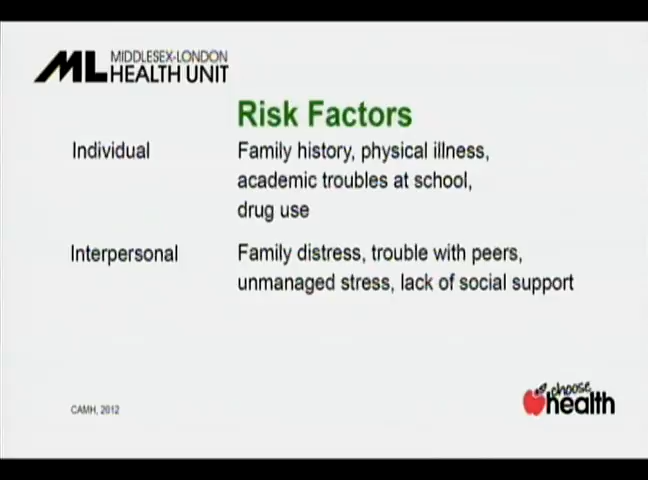 MIDDLESEX-LONDON
ML HEALTH UNIT
Risk Factors
Individual
Family history, physical illness,
academic troubles at school,
drug use
Interpersonal
Family distress, trouble with peers,
unmanaged stress, lack of social support
CAMH, 2012
choose
health